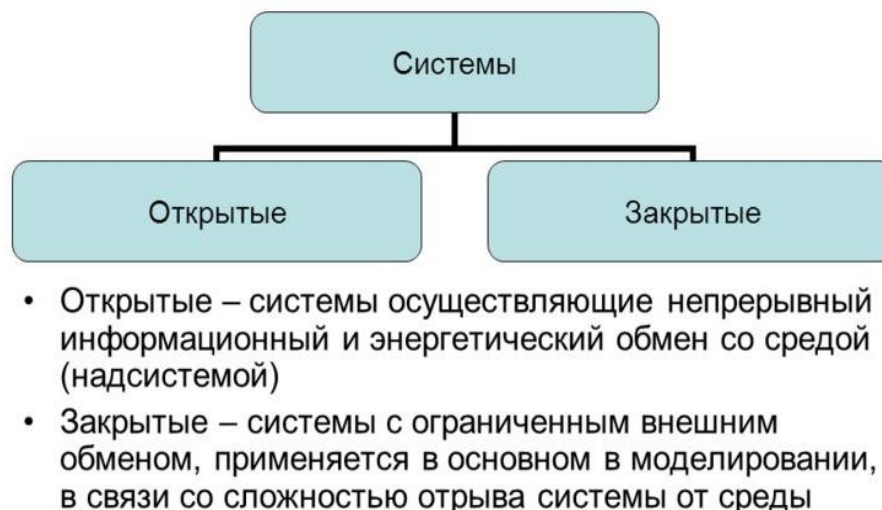 Системы
Открытые
Закрытые
• Открытые – системы осуществляющие непрерывный
информационный и энергетический обмен со средой
(надсистемой)
• Закрытые – системы с ограниченным внешним
обменом, применяется в основном в моделировании,
в связи со сложностью отрыва системы от среды